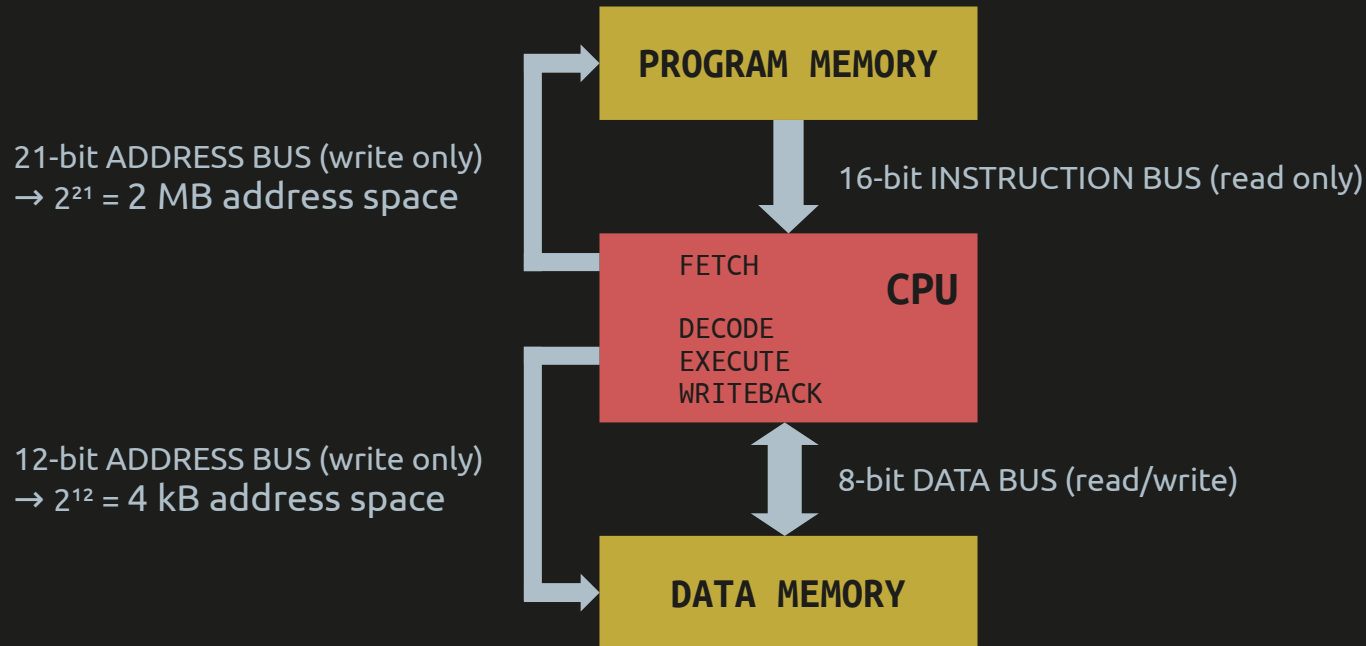 PROGRAM MEMORY
21-bit ADDRESS BUS (write only)
→ 2²¹ = 2 MB address space
16-bit INSTRUCTION BUS (read only)
FETCH
CPU
DECODE
EXECUTE
WRITEBACK
12-bit ADDRESS BUS (write only)
→ 2¹² = 4 kB address space
8-bit DATA BUS (read/write)
DATA MEMORY